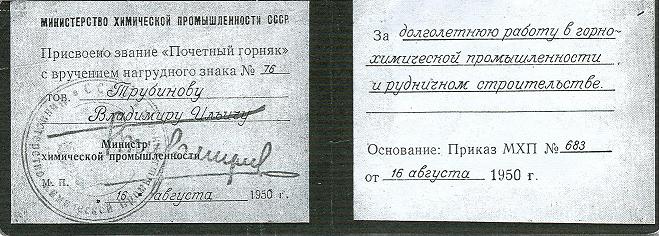 МИНИСТЕРСТВО ХИМИЧЕСКОЙ ПРОМЫШЛЕННОСТИ СССР
Присвоено звание «Почетный горняк»
с вручением нагрудного знака № 76
тов. Трубинову
Владимиру Ильичу
Министр
химической промышленности
М. П.
16 августа 1950 г.
За долголетнюю работу в горно-
химической промышленности
и рудничном строительстве.
Основание: Приказ МХП № 683
от 16 августа 1950 г.